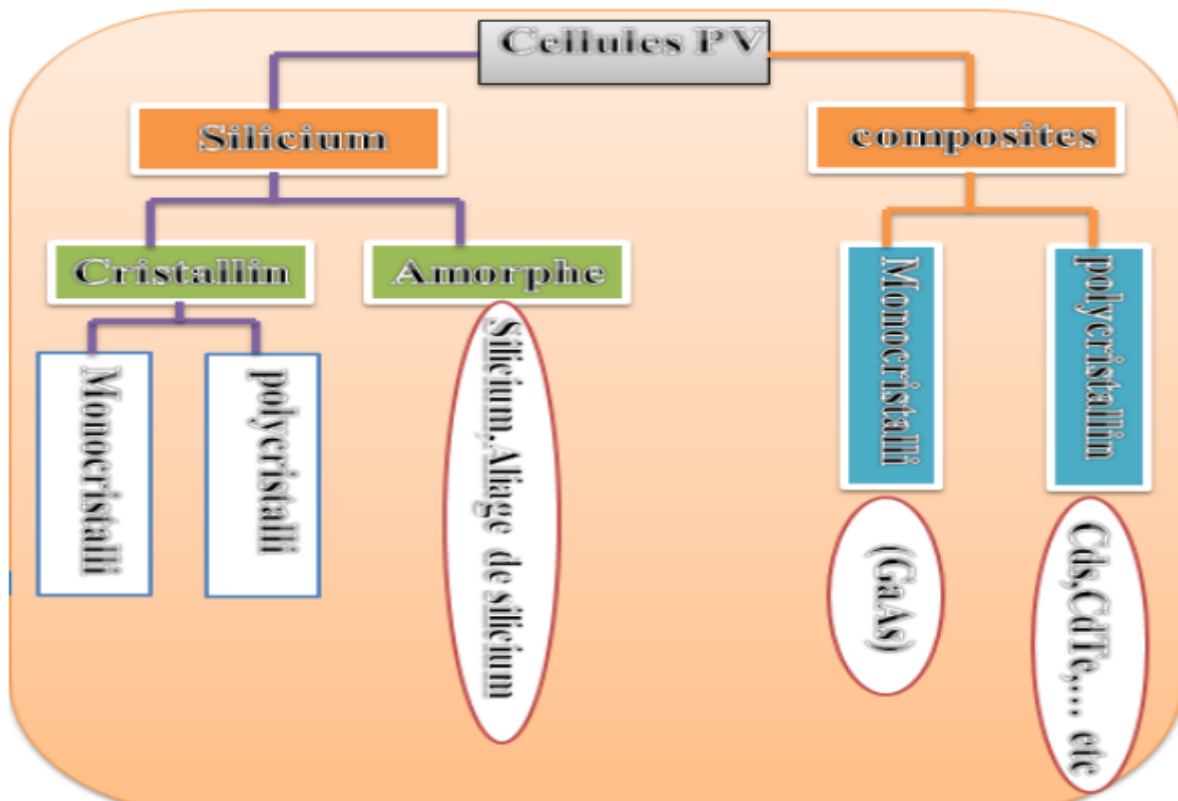 Cellules PV
Silicium
composites
Cristallin
Amorphe
Monocristalli
polycristallin
Monocristalli
polycristalli
Silicium,Aliage de silicium
(GaAs)
Cds,CdTe,... etc